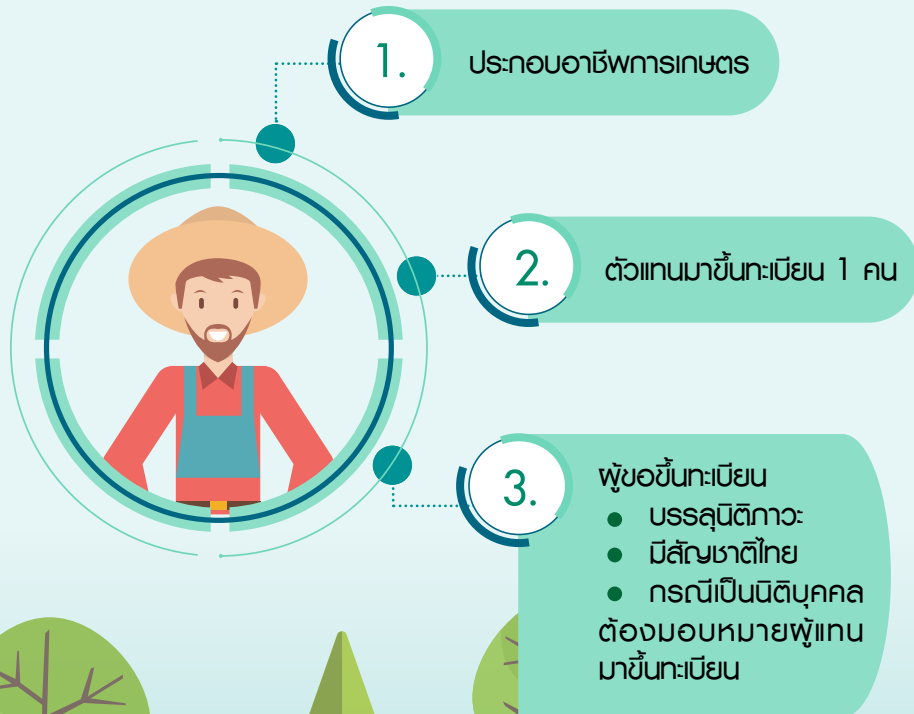 1.
ประกอบอาชีพการเกษตร
2.
ตัวแทนมาขึ้นทะเบียน 1 คน
3.
ผู้ขอขึ้นทะเบียน
● บรรลุนิติภาวะ
● มีสัญชาติไทย
● กรณีเป็นนิติบุคคล
ต้องมอบหมายผู้แทน
มาขึ้นทะเบียน